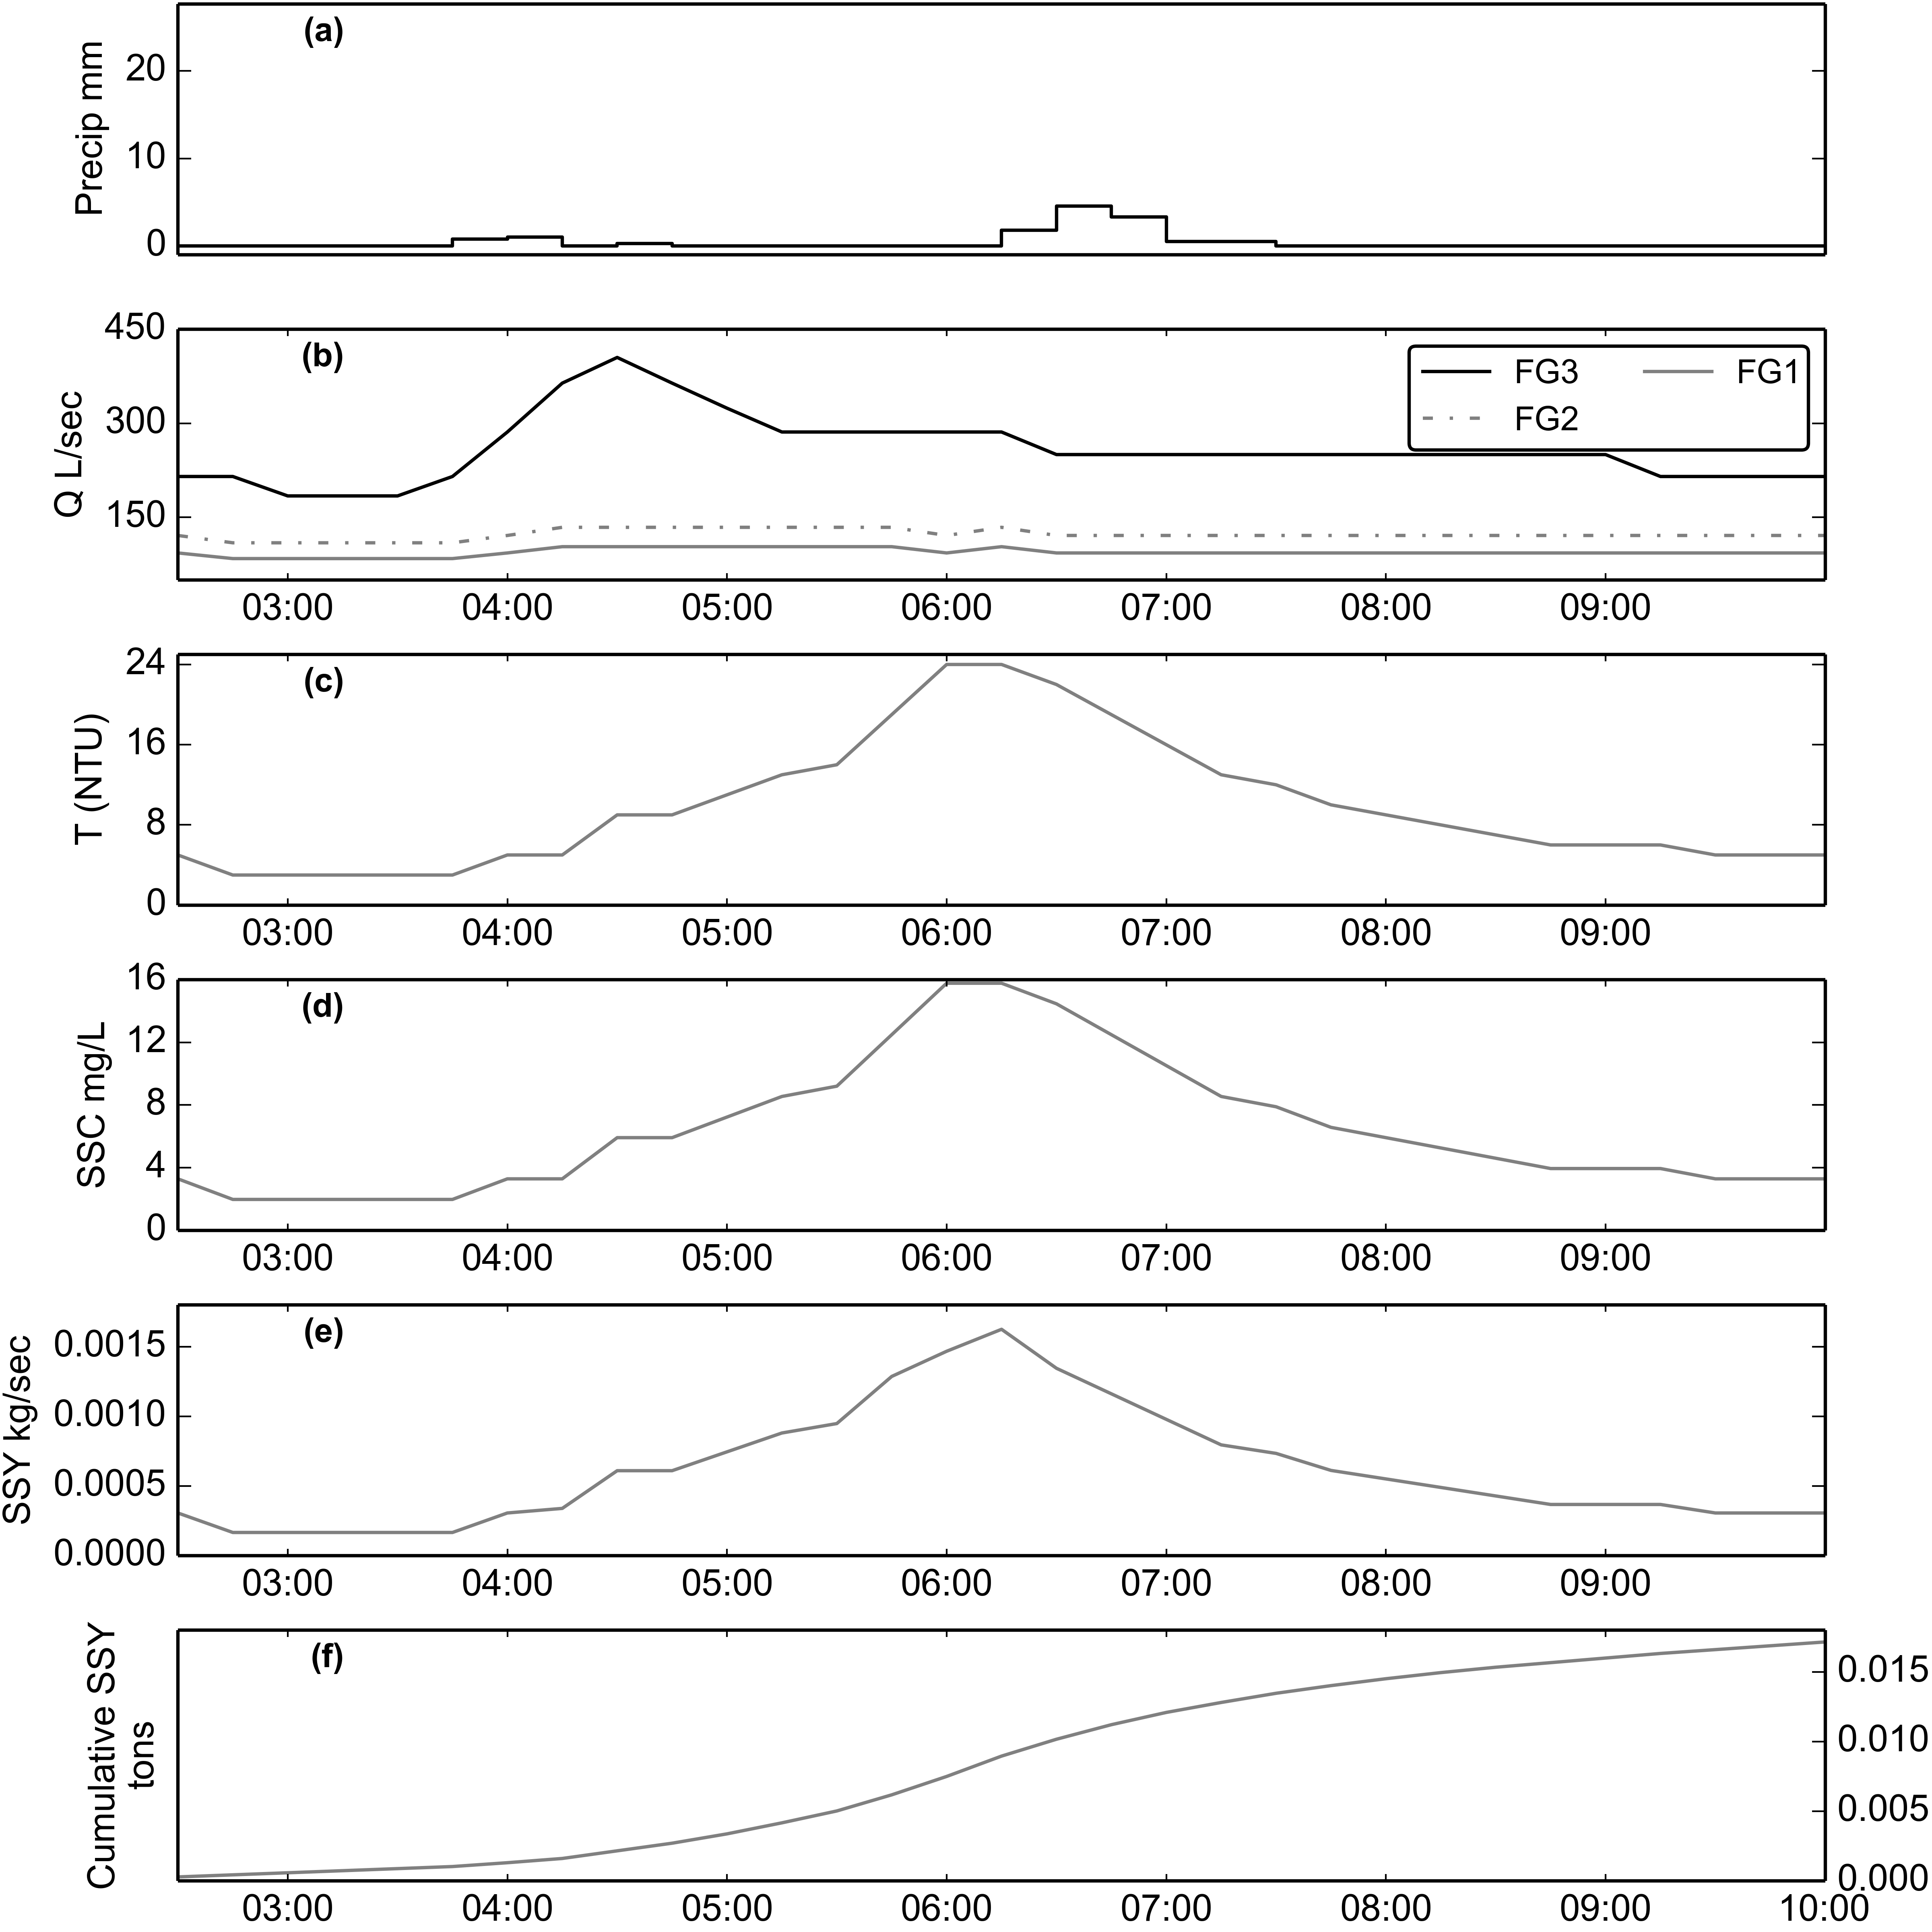 (a)
Precip mm
20
10
0
(b)
Q L/sec
450
300
150
FG3 FG1
FG2
03:00 04:00 05:00 06:00 07:00 08:00 09:00
(c)
T (NTU)
24
16
8
0
03:00 04:00 05:00 06:00 07:00 08:00 09:00
(d)
SSC mg/L
16
12
8
4
0
03:00 04:00 05:00 06:00 07:00 08:00 09:00
(e)
SSY kg/sec
0.0015
0.0010
0.0005
0.0000
03:00 04:00 05:00 06:00 07:00 08:00 09:00
(f)
Cumulative SSY
tons
0.015
0.010
0.005
0.000
03:00 04:00 05:00 06:00 07:00 08:00 09:00 10:00